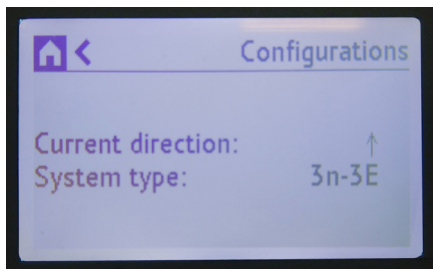 Configurations
Current direction: ↑
System type: 3n-3E